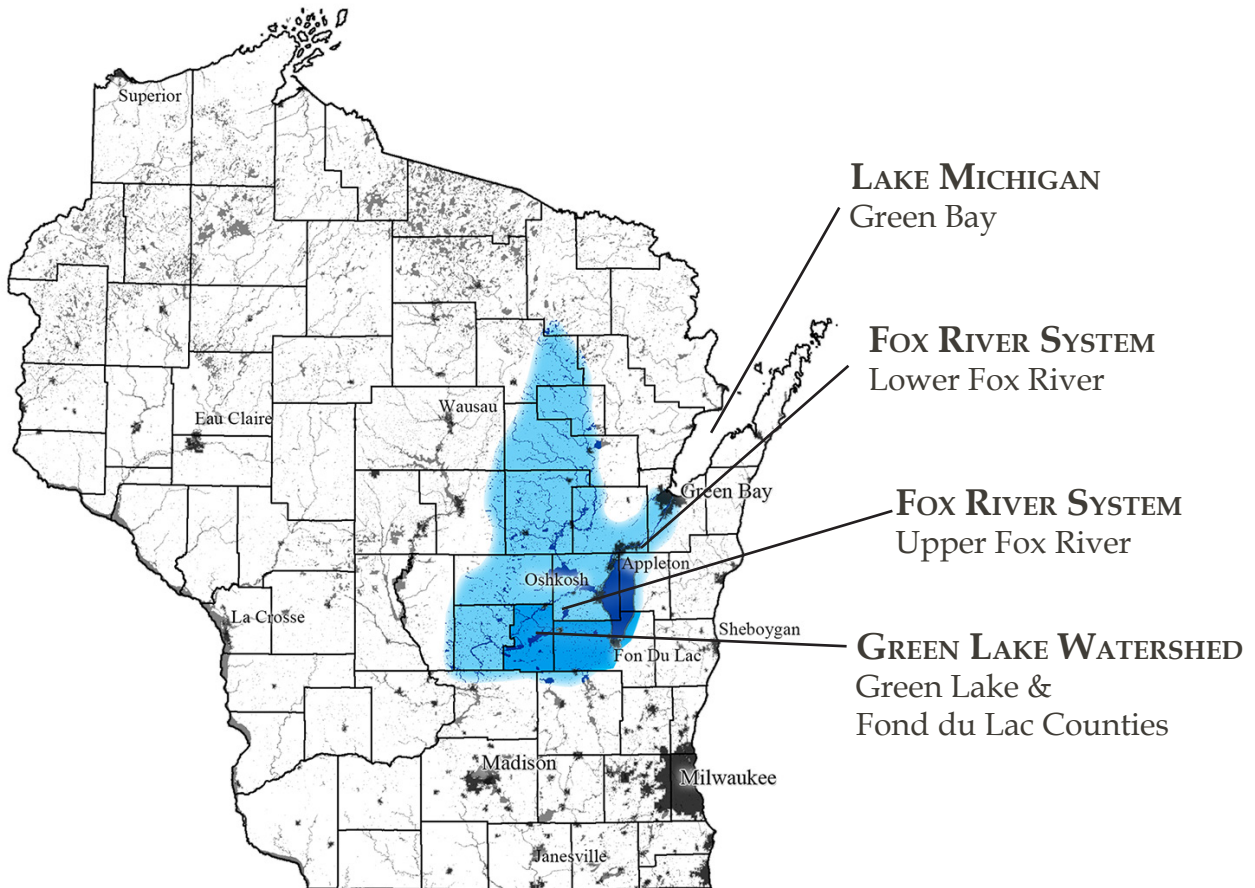 Superior
LAKE MICHIGAN
Green Bay
FOX RIVER SYSTEM
Lower Fox River
Wausau
Eau Claire
Green Bay
FOX RIVER SYSTEM
Upper Fox River
Appleton
Oshkosh
La Crosse
Sheboygan
Fon Du Lac
GREEN LAKE WATERSHED
Green Lake &
Fond du Lac Counties
Madison
Milwaukee
Janesville